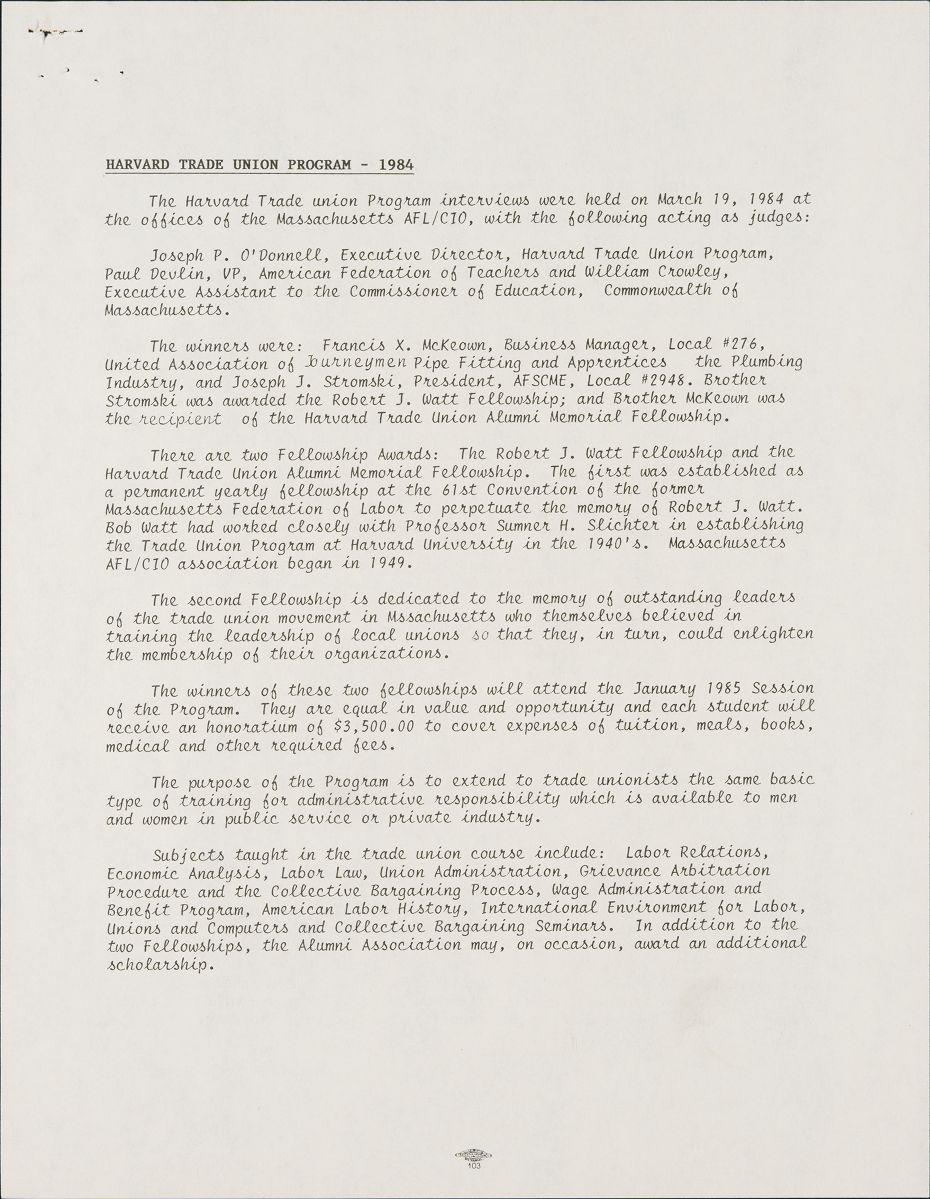 HARVARD TRADE UNION PROGRAM - 1984
The Harvard Trade union Program interviews were held on March 19, 1984 at
the offices of the Massachusetts AFL/CIO, with the following acting as judges:
Joseph P. O'Donnell, Executive Director, Harvard Trade Union Program,
Paul Devlin, VP, American Federation of Teachers and William Crowley,
Executive Assistant to the Commissioner of Education, Commonwealth of
Massachusetts.
The winners were: Francis X. McKeown, Business Manager, Local #276,
United Association of Journeymen Pipe Fitting and Apprentices the Plumbing
Industry, and Joseph J. Stromski, President, AFSCME, Local #2948. Brother
Stromski was awarded the Robert J. Watt Fellowship; and Brother McKeown was
the recipient of the Harvard Trade Union Alumni Memorial Fellowship.
There are two Fellowship Awards: The Robert J. Watt Fellowship and the
Harvard Trade Union Alumni Memorial Fellowship. The first was established as
a permanent yearly fellowship at the 61st Convention of the former
Massachusetts Federation of Labor to perpetuate the memory of Robert J. Watt.
Bob Watt had worked closely with Professor Sumner H. Slichter in establishing
the Trade Union Program at Harvard University in the 1940's. Massachusetts
AFL/CIO association began in 1949.
The second Fellowship is dedicated to the memory of outstanding leaders
of the trade union movement in Mssachusetts who themselves believed in
training the leadership of local unions so that they, in turn, could enlighten
the membership of their organizations.
The winners of these two fellowships will attend the January 1985 Session
of the Program. They are equal in value and opportunity and each student will
receive an honoratium of $3,500.00 to cover expenses of tuition, meals, books,
medical and other required fees.
The purpose of the Program is to extend to trade unionists the same basic
type of training for administrative responsibility which is available to men
and women in public service or private industry.
Subjects taught in the trade union course include: Labor Relations,
Economic Analysis, Labor Law, Union Administration, Grievance Arbitration
Procedure and the Collective Bargaining Process, Wage Administration and
Benefit Program, American Labor History, International Environment for Labor,
Unions and Computers and Collective Bargaining Seminars. In addition to the
two Fellowships, the Alumni Association may, on occasion, award an additional
scholarship.
103